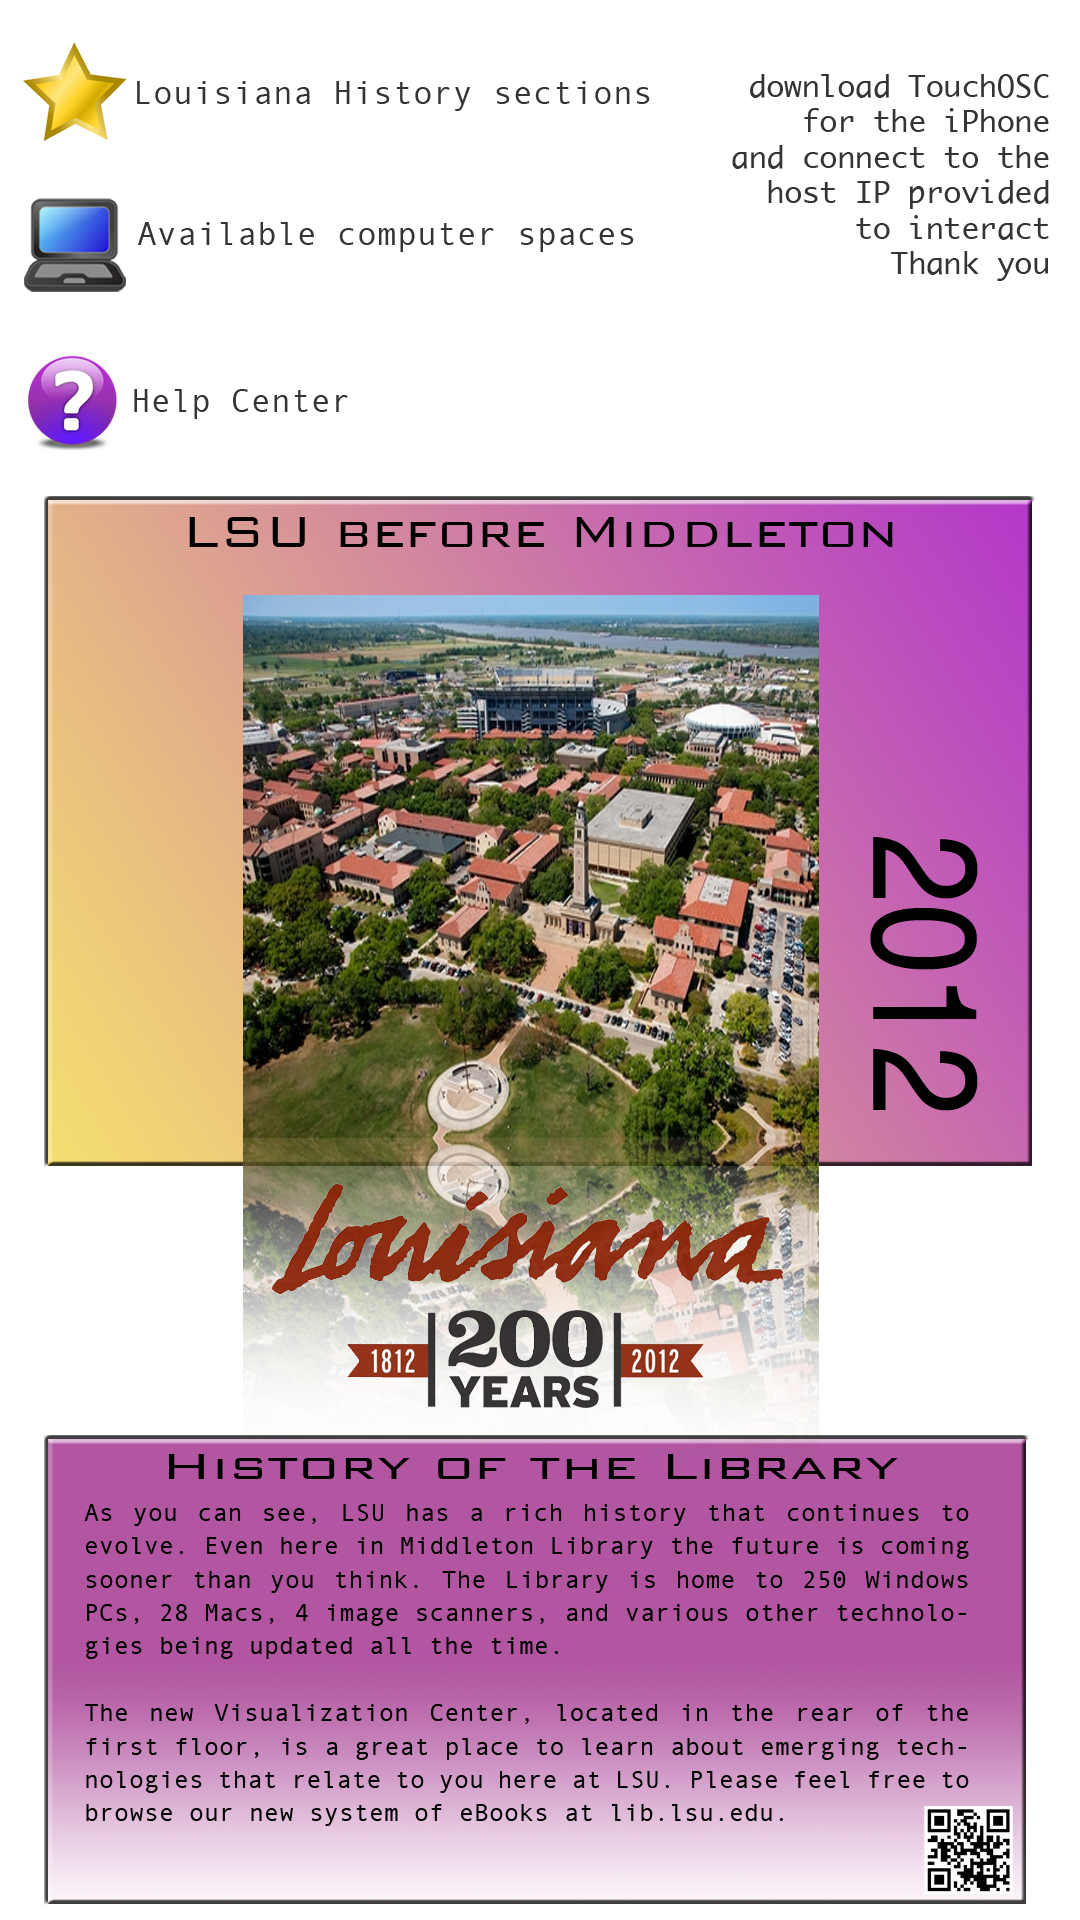 Louisiana History sections
download TouchOSC
for the iPhone
and connect to the
host IP provided
to interact
Thank you
Available computer spaces
?
Help Center
LSU before Middleton
2012
Louisiana
1812
200
YEARS
2012
History of the Library
As you can see, LSU has a rich history that continues to
evolve. Even here in Middleton Library the future is coming
sooner than you think. The Library is home to 250 Windows
PCs, 28 Macs, 4 image scanners, and various other technolo-
gies being updated all the time.
The new Visualization Center, located in the rear of the
first floor, is a great place to learn about emerging tech-
nologies that relate to you here at LSU. Please feel free to
browse our new system of eBooks at lib.lsu.edu.